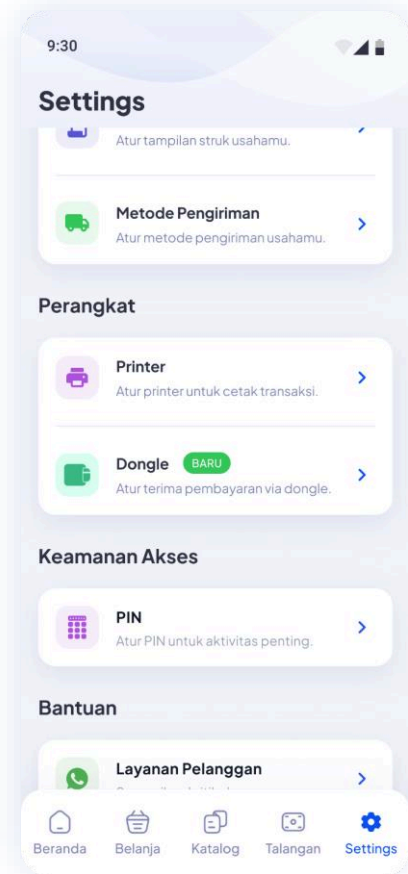 9:30
Settings
Atur tampilan struk usahamu.
Metode Pengiriman
Atur metode pengiriman usahamu.
Perangkat
Printer
Atur printer untuk cetak transaksi.
Dongle BARU
Atur terima pembayaran via dongle.
Keamanan Akses
PIN
Atur PIN untuk aktivitas penting.
Bantuan
Layanan Pelanggan
Beranda Belanja Katalog Talangan Settings